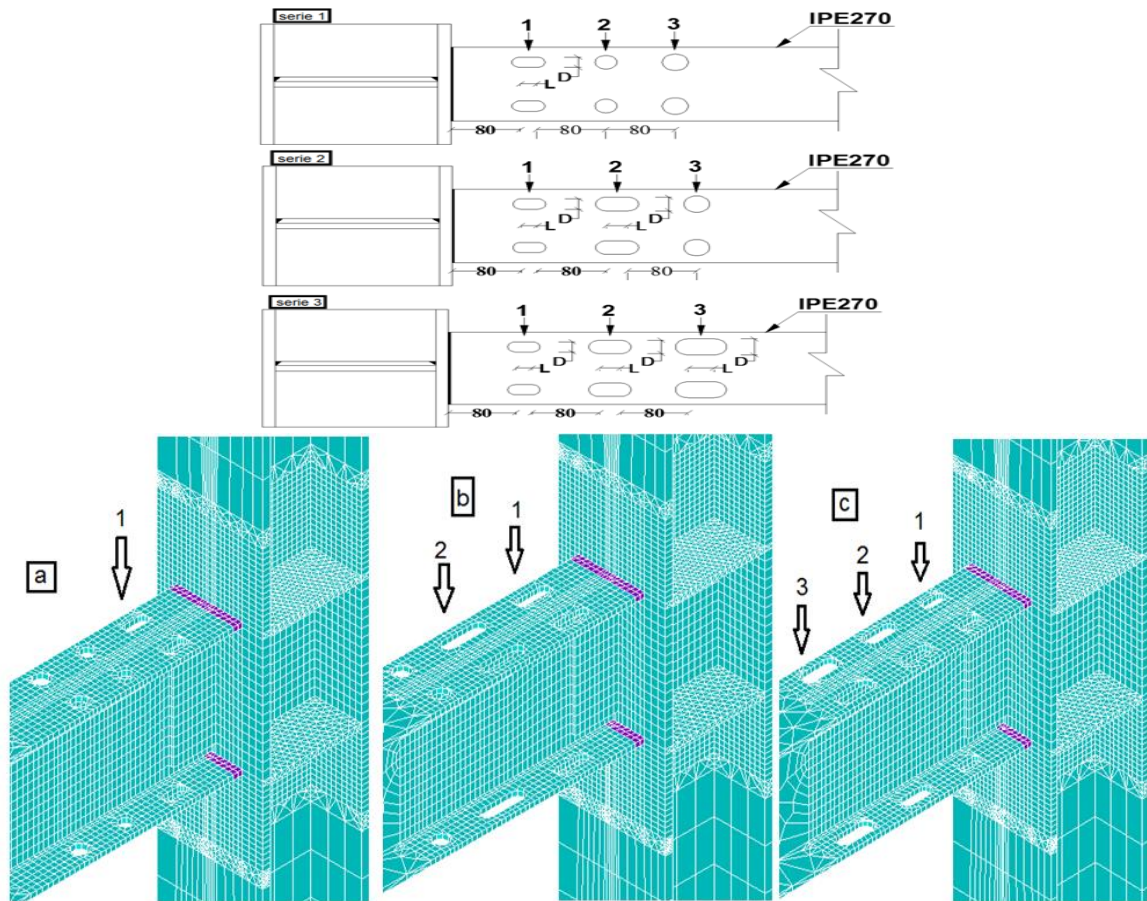 serie 1
1 2 3 IPE270
D
L
80 80 80
serie 2
1 2 3 IPE270
D D
L L
80 80 80
serie 3
1 2 3 IPE270
D D D
L L L
80 80 80
a
1
b
2 1
c
3 2 1